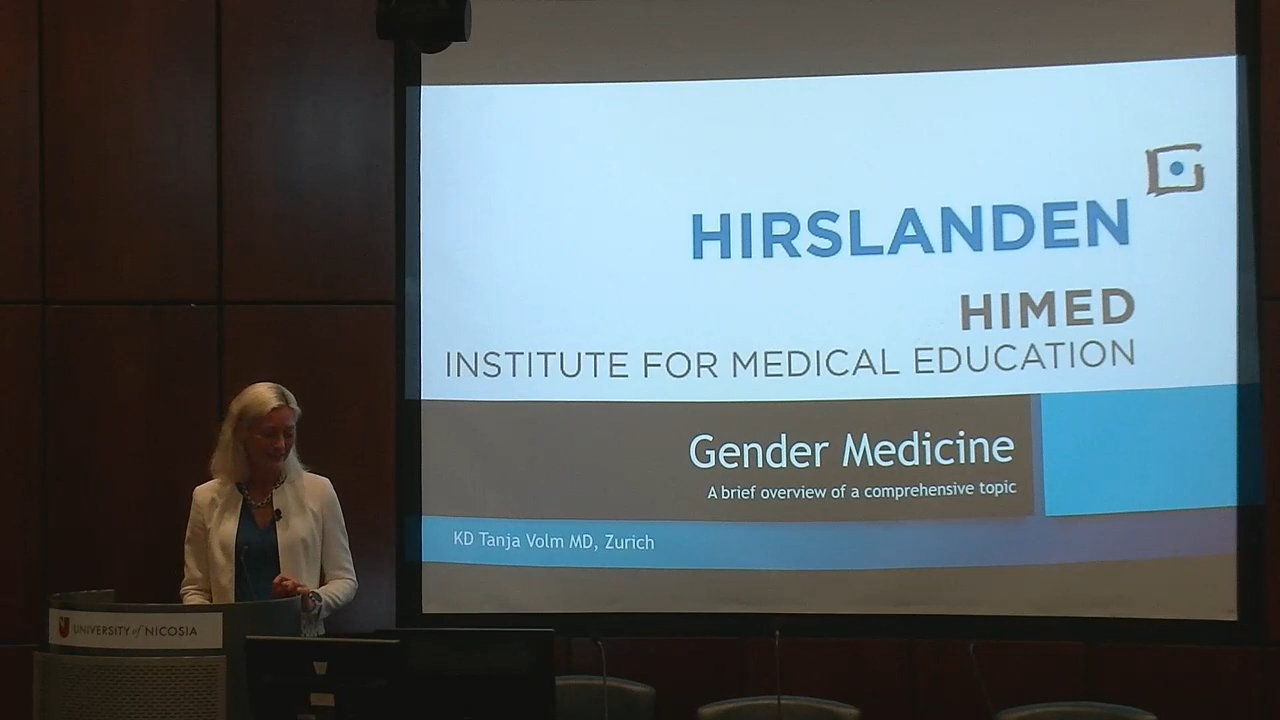 HIRSLANDEN
HIMED
INSTITUTE FOR MEDICAL EDUCATION
Gender Medicine
A brief overview of a comprehensive topic
KD Tanja Volm MD, Zurich
UNIVERSITY of NICOSIA